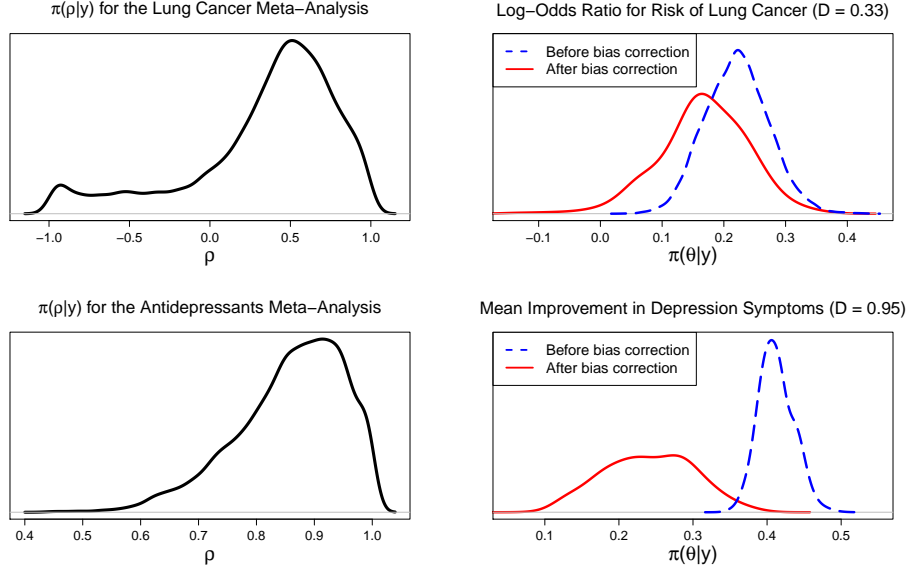 π(ρ|y) for the Lung Cancer Meta−Analysis
−1.0 −0.5 0.0 0.5 1.0
ρ
Log−Odds Ratio for Risk of Lung Cancer (D = 0.33)
Before bias correction
After bias correction
−0.1 0.0 0.1 0.2 0.3 0.4
π(θ|y)
π(ρ|y) for the Antidepressants Meta−Analysis
0.4 0.5 0.6 0.7 0.8 0.9 1.0
ρ
Mean Improvement in Depression Symptoms (D = 0.95)
Before bias correction
After bias correction
0.1 0.2 0.3 0.4 0.5
π(θ|y)